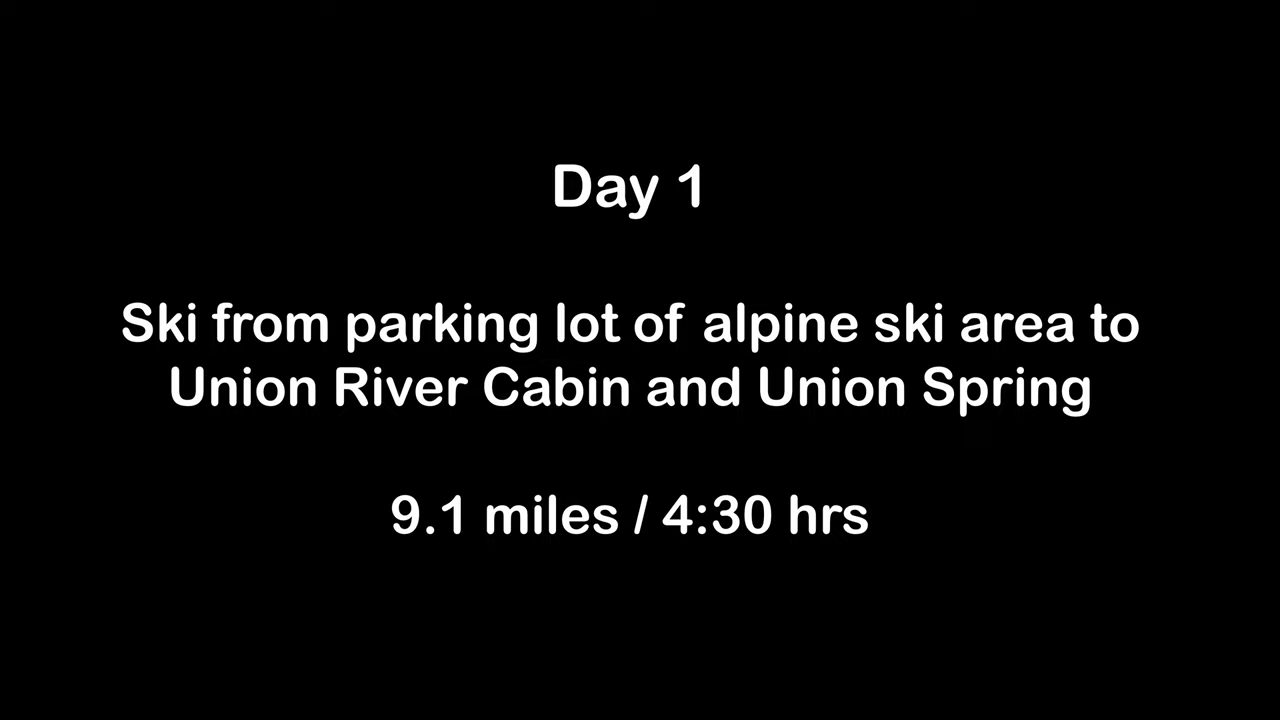 Day 1
Ski from parking lot of alpine ski area to
Union River Cabin and Union Spring
9.1 miles / 4:30 hrs